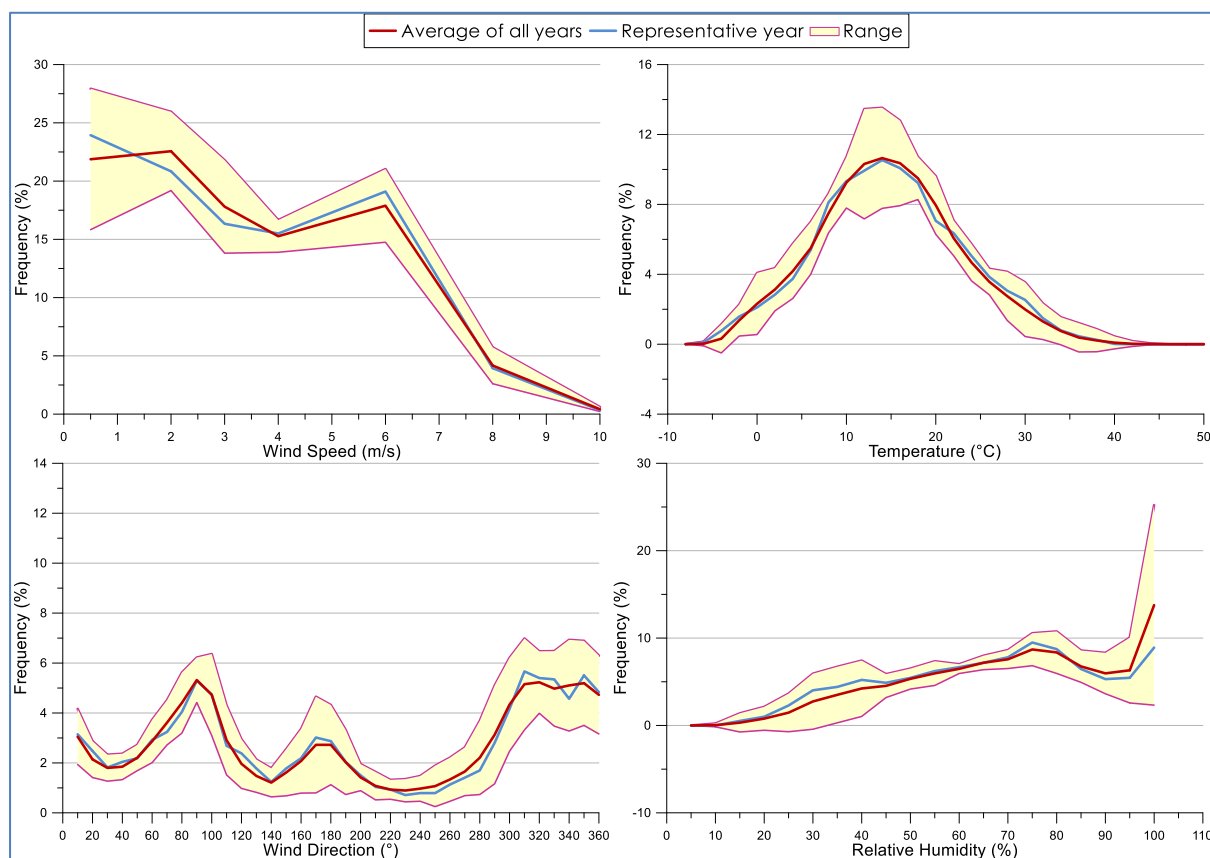 Average of all years Representative year Range
30
25
20
15
10
5
0
Frequency (%)
0 1 2 3 4 5 6 7 8 9 10
Wind Speed (m/s)
16
12
8
4
0
-4
Frequency (%)
-10 0 10 20 30 40 50
Temperature (°C)
14
12
10
8
6
4
2
0
Frequency (%)
0 20 40 60 80 100 120 140 160 180 200 220 240 260 280 300 320 340 360
Wind Direction (°)
30
20
10
0
-10
Frequency (%)
0 10 20 30 40 50 60 70 80 90 100 110
Relative Humidity (%)